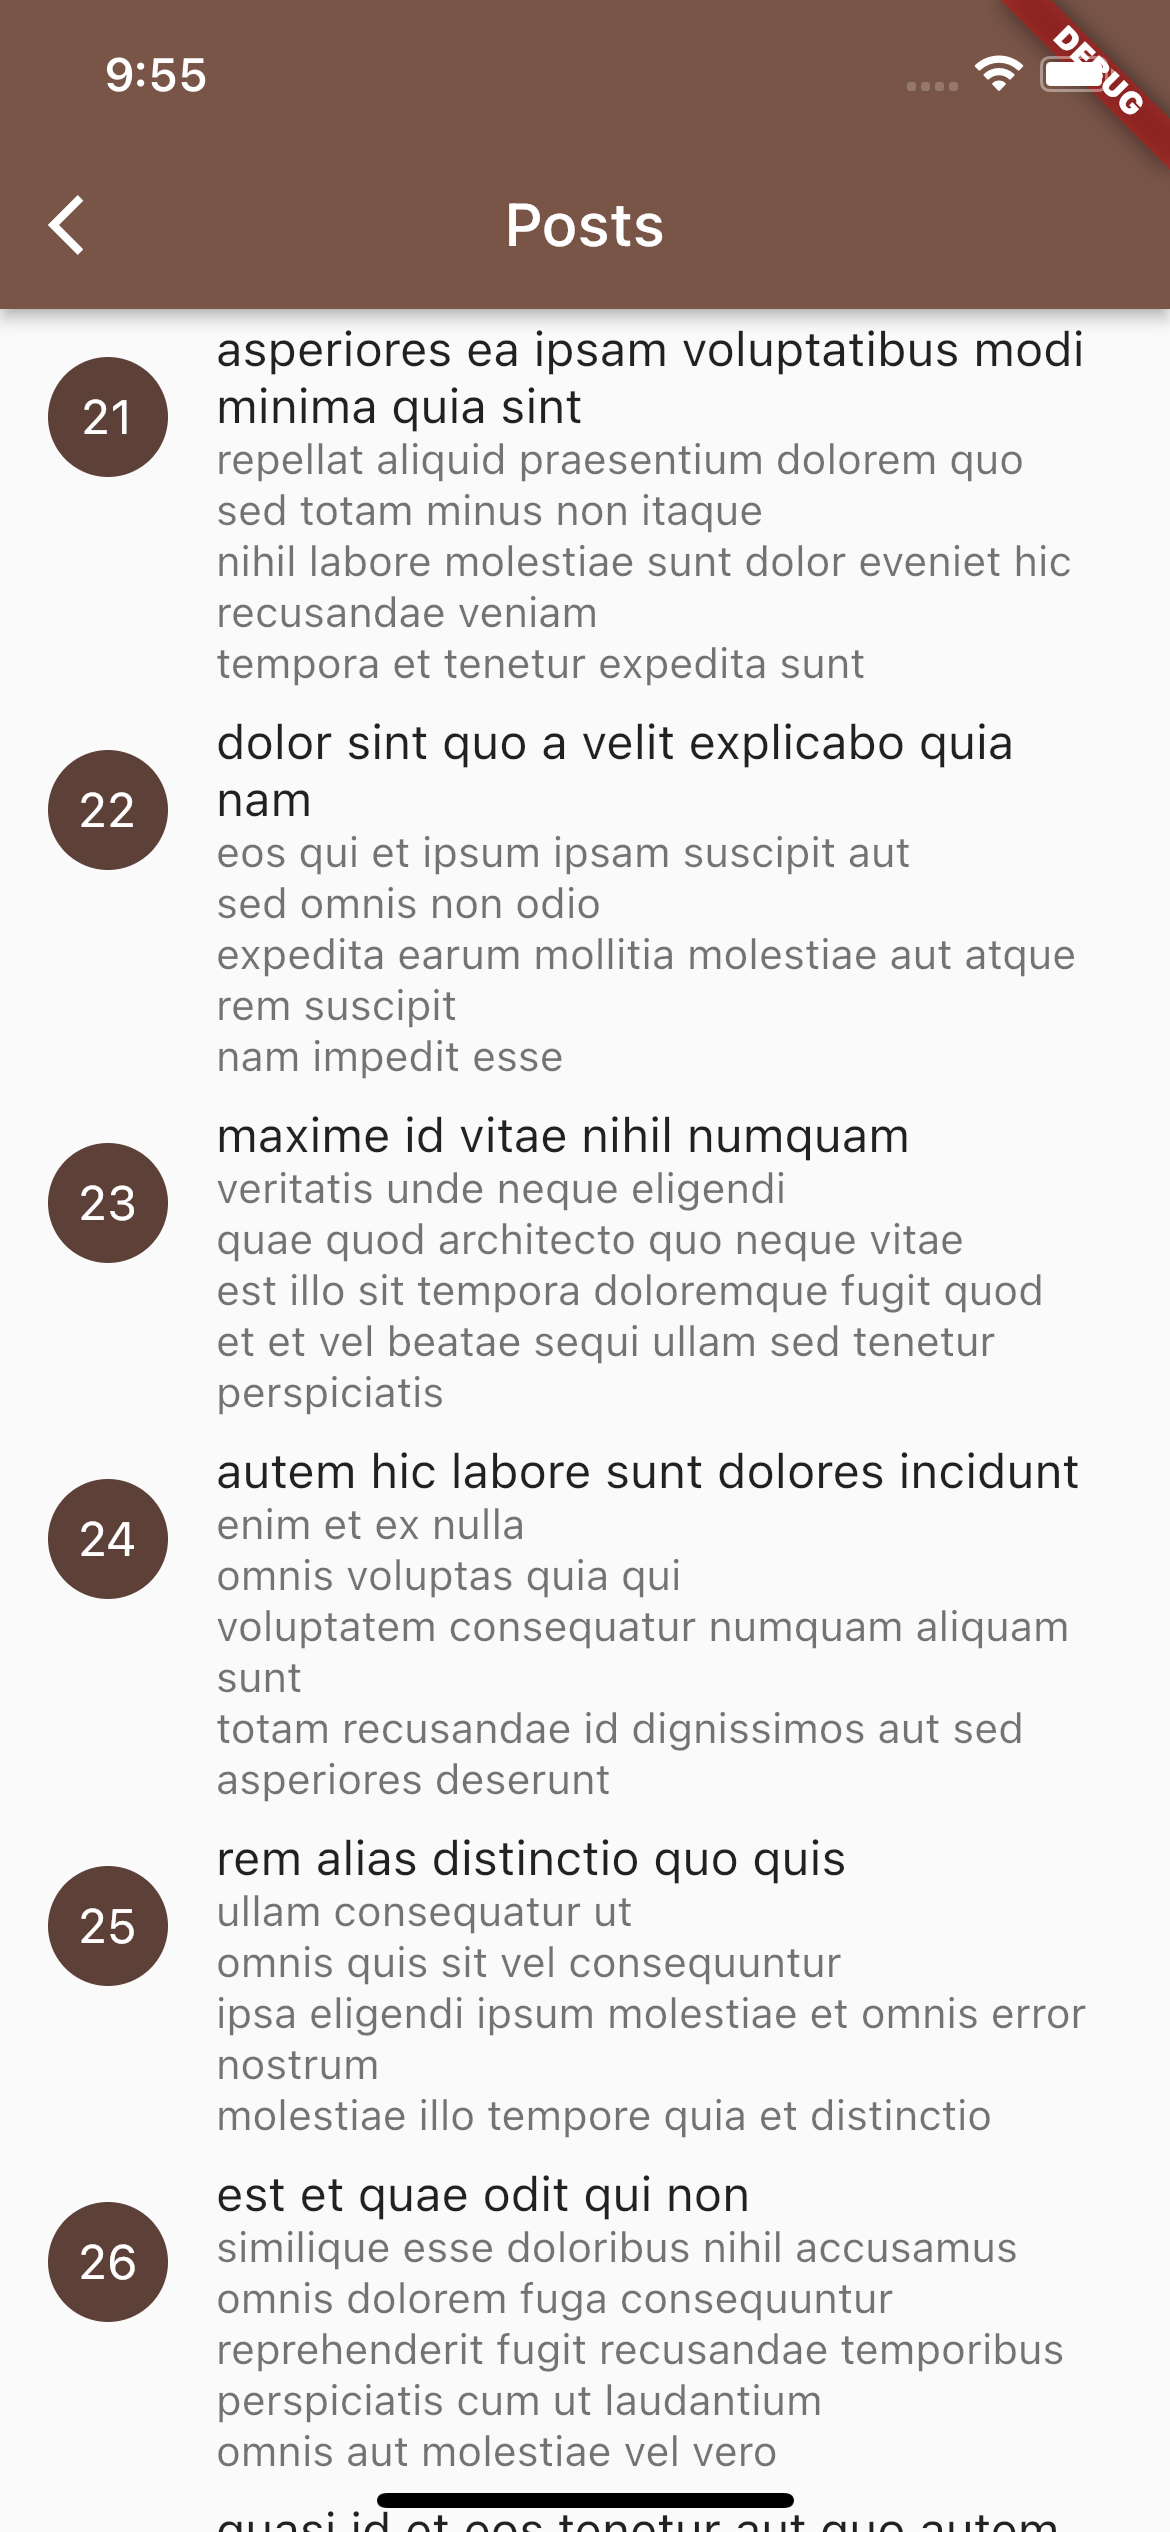 9:55
DEBUG
Posts
21
asperiores ea ipsam voluptatibus modi
minima quia sint
repellat aliquid praesentium dolorem quo
sed totam minus non itaque
nihil labore molestiae sunt dolor eveniet hic
recusandae veniam
tempora et tenetur expedita sunt
22
dolor sint quo a velit explicabo quia
nam
eos qui et ipsum ipsam suscipit aut
sed omnis non odio
expedita earum mollitia molestiae aut atque
rem suscipit
nam impedit esse
23
maxime id vitae nihil numquam
veritatis unde neque eligendi
quae quod architecto quo neque vitae
est illo sit tempora doloremque fugit quod
et et vel beatae sequi ullam sed tenetur
perspiciatis
24
autem hic labore sunt dolores incidunt
enim et ex nulla
omnis voluptas quia qui
voluptatem consequatur numquam aliquam
sunt
totam recusandae id dignissimos aut sed
asperiores deserunt
25
rem alias distinctio quo quis
ullam consequatur ut
omnis quis sit vel consequuntur
ipsa eligendi ipsum molestiae et omnis error
nostrum
molestiae illo tempore quia et distinctio
26
est et quae odit qui non
similique esse doloribus nihil accusamus
omnis dolorem fuga consequuntur
reprehenderit fugit recusandae temporibus
perspiciatis cum ut laudantium
omnis aut molestiae vel vero
quasi id et eos tenetur aut quo autem